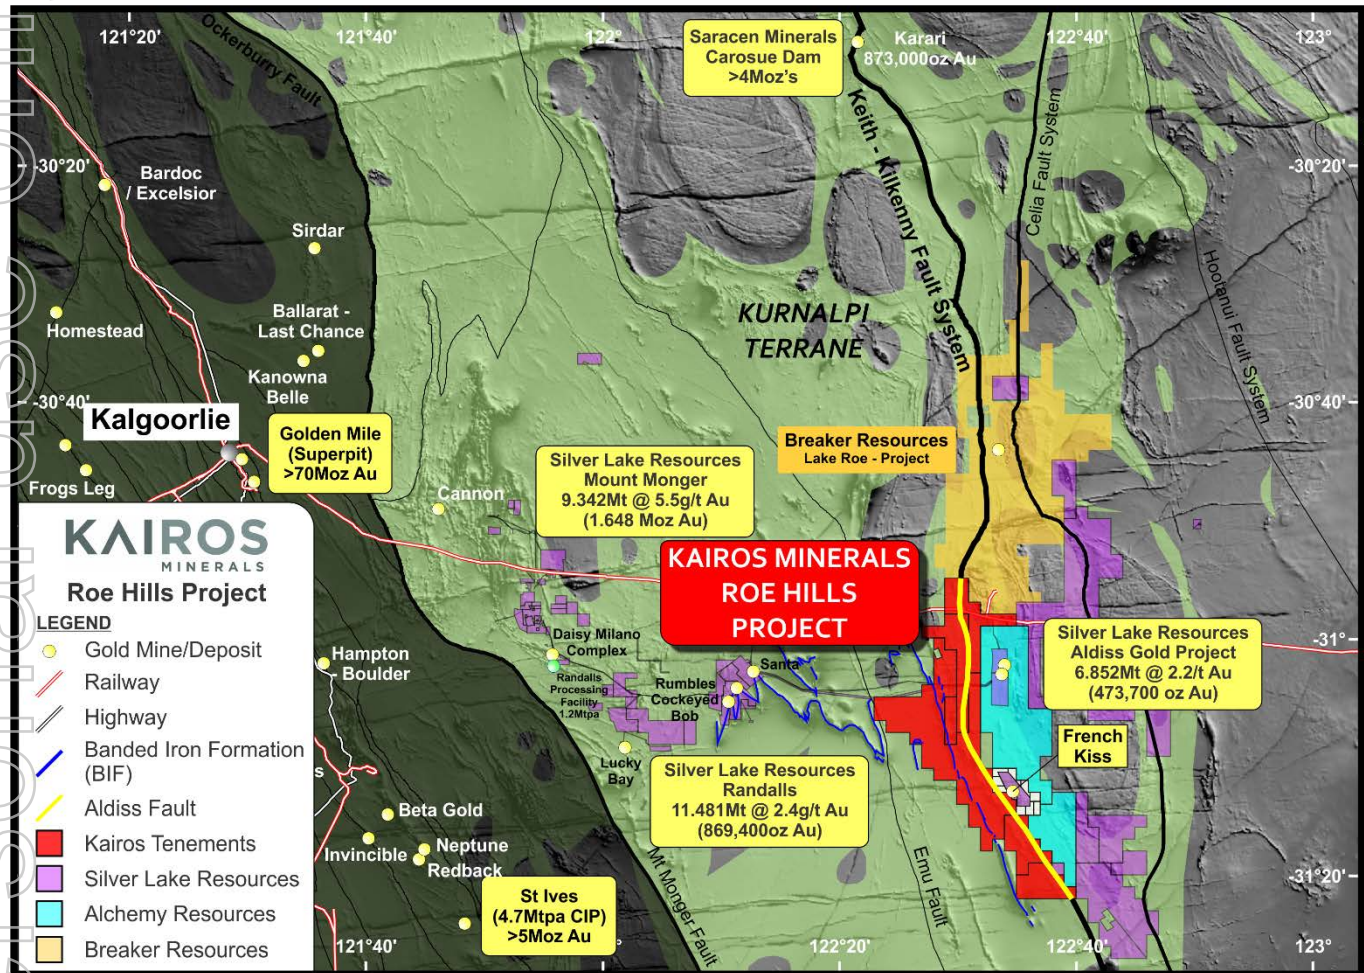 121°20'
121°40'
122°
122°40'
123°
Ockerburry Fault
Saracen Minerals
Carosue Dam
>4Moz's
Karari
873,000oz Au
Keith - Kilkenny Fault System
Celia Fault System
Hootanui Fault System
-30°20'
-30°20'
Bardoc
/ Excelsior
Sirdar
Homestead
Ballarat -
Last Chance
Kanowna
Belle
KURNALPI
TERRANE
-30°40'
-30°40'
Kalgoorlie
Golden Mile
(Superpit)
>70Moz Au
Frogs Leg
Cannon
Silver Lake Resources
Mount Monger
9.342Mt @ 5.5g/t Au
(1.648 Moz Au)
Breaker Resources
Lake Roe - Project
KAIROS MINERALS
ROE HILLS
PROJECT
KAIROS
MINERALS
Roe Hills Project
LEGEND
Gold Mine/Deposit
Railway
Highway
Banded Iron Formation
(BIF)
Aldiss Fault
Kairos Tenements
Silver Lake Resources
Alchemy Resources
Breaker Resources
Hampton
Boulder
s
Daisy Milano
Complex
Randalls
Processing
Facility
1.2Mtpa
Santa
Rumbles
Cockeyed
Bob
Lucky
Bay
Silver Lake Resources
Aldiss Gold Project
6.852Mt @ 2.2/t Au
(473,700 oz Au)
-31°
French
Kiss
Silver Lake Resources
Randalls
11.481Mt @ 2.4g/t Au
(869,400oz Au)
Beta Gold
Invincible
Neptune
Redback
St Ives
(4.7Mtpa CIP)
>5Moz Au
Mt Monger Fault
Emu Fault
-31°20'
121°40'
122°20'
122°40'
123°